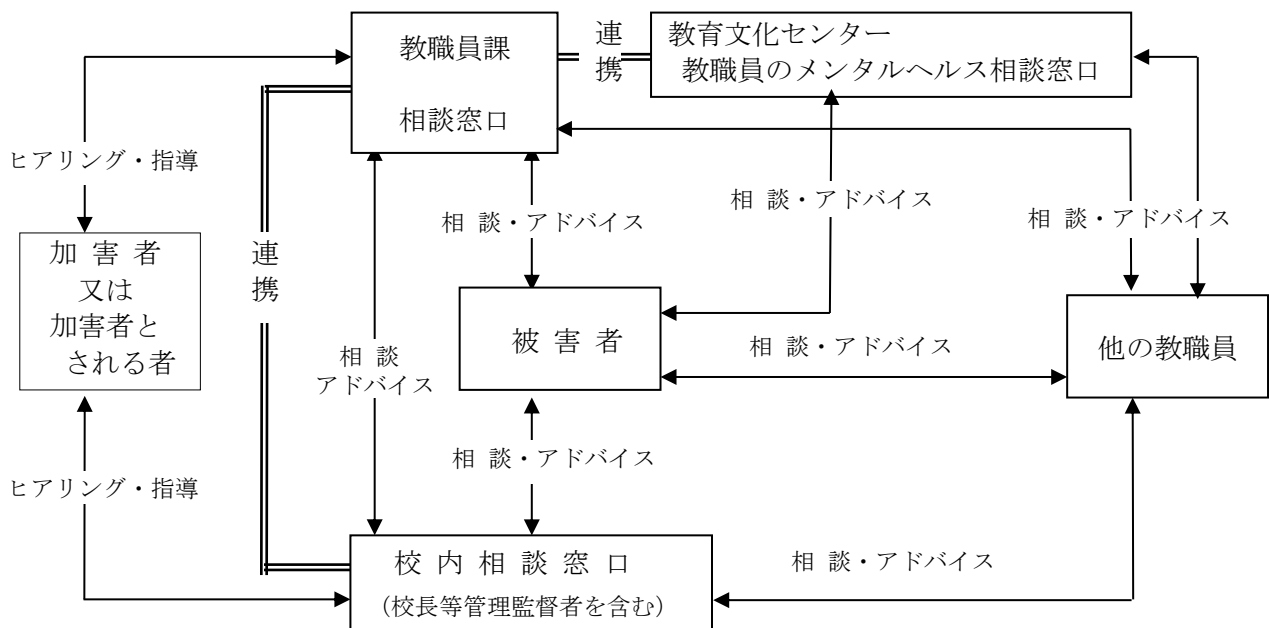 教職員課
相談窓口
連
携
教育文化センター
教職員のメンタルヘルス相談窓口
ヒアリング・指導
相 談・アドバイス
相 談・アドバイス
相 談・アドバイス
加 害 者
又は
加害者と
される者
連
携
被 害 者
相 談・アドバイス
他の教職員
相 談
アドバイス
相 談・アドバイス
ヒアリング・指導
校 内 相 談 窓 口
(校長等管理監督者を含む)
相 談・アドバイス